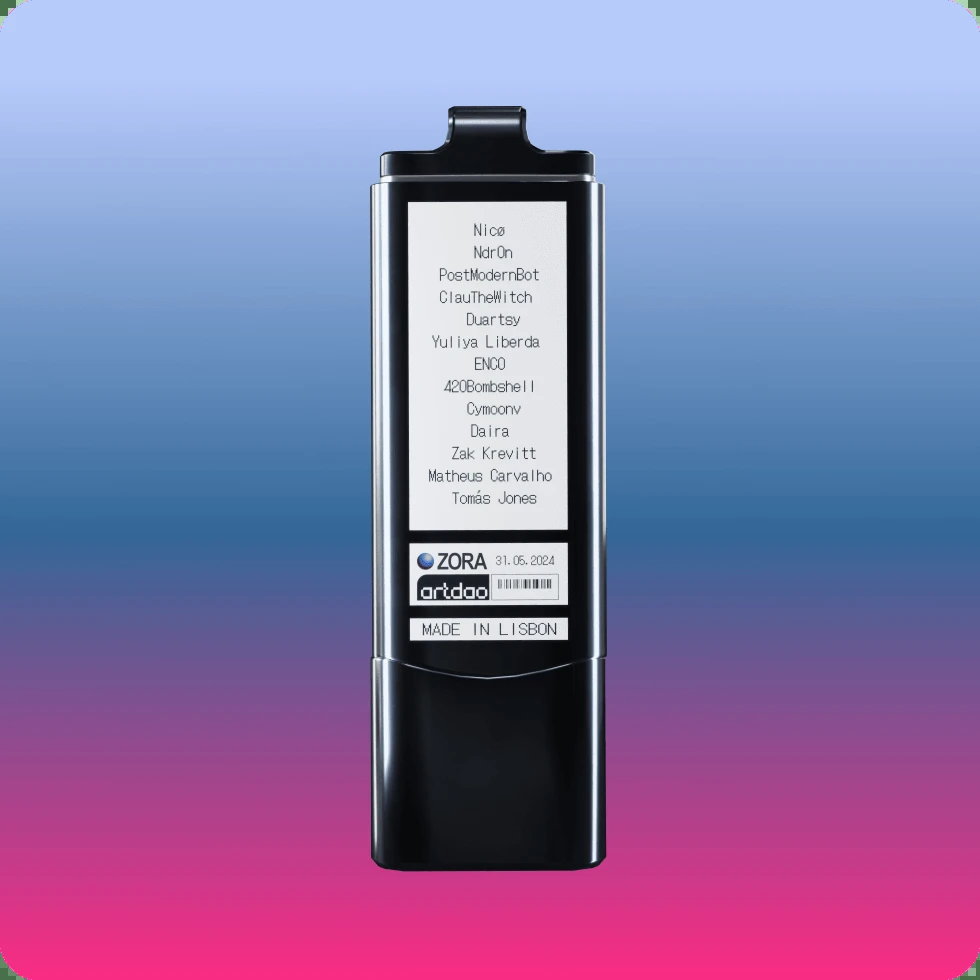 Nicø
Ndr0n
PostModernBot
ClauTheWitch
Duartsy
Yuliya Liberda
ENCO
420Bombshell
Cymoonv
Daira
Zak Krevitt
Matheus Carvalho
Tomás Jones
ZORA 31.05.2024
artdao
MADE IN LISBON